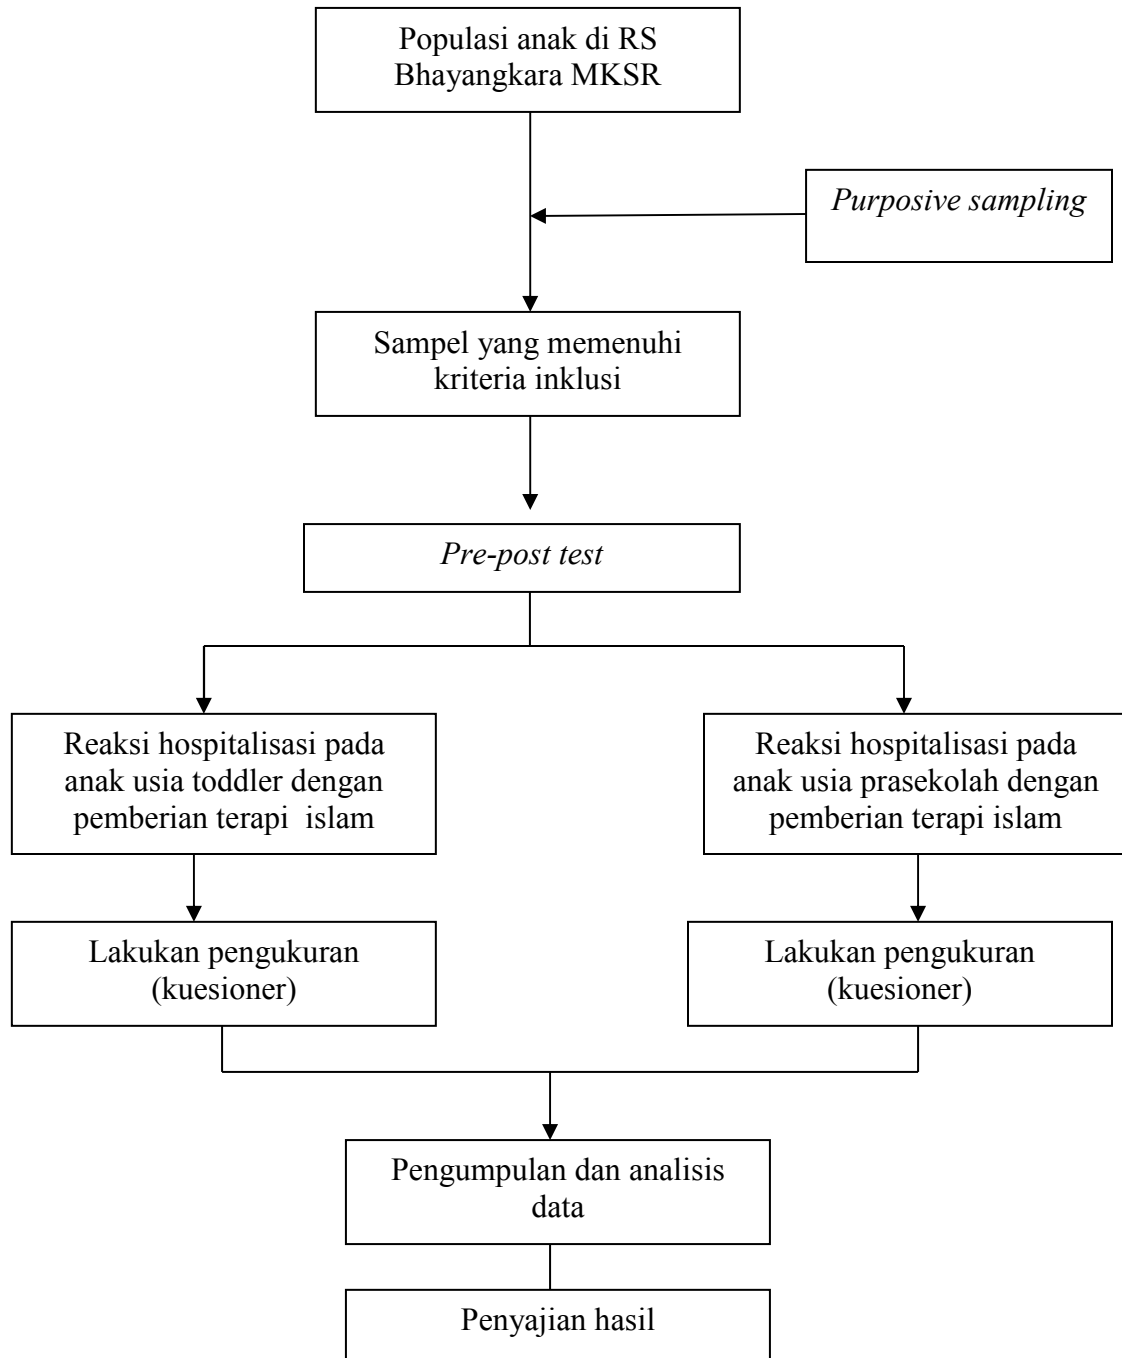 Populasi anak di RS
Bhayangkara MKSR
Purposive sampling
Sampel yang memenuhi
kriteria inklusi
Pre-post test
Reaksi hospitalisasi pada
anak usia toddler dengan
pemberian terapi  islam
Reaksi hospitalisasi pada
anak usia prasekolah dengan
pemberian terapi islam
Lakukan pengukuran
(kuesioner)
Lakukan pengukuran
(kuesioner)
Pengumpulan dan analisis
data
Penyajian hasil